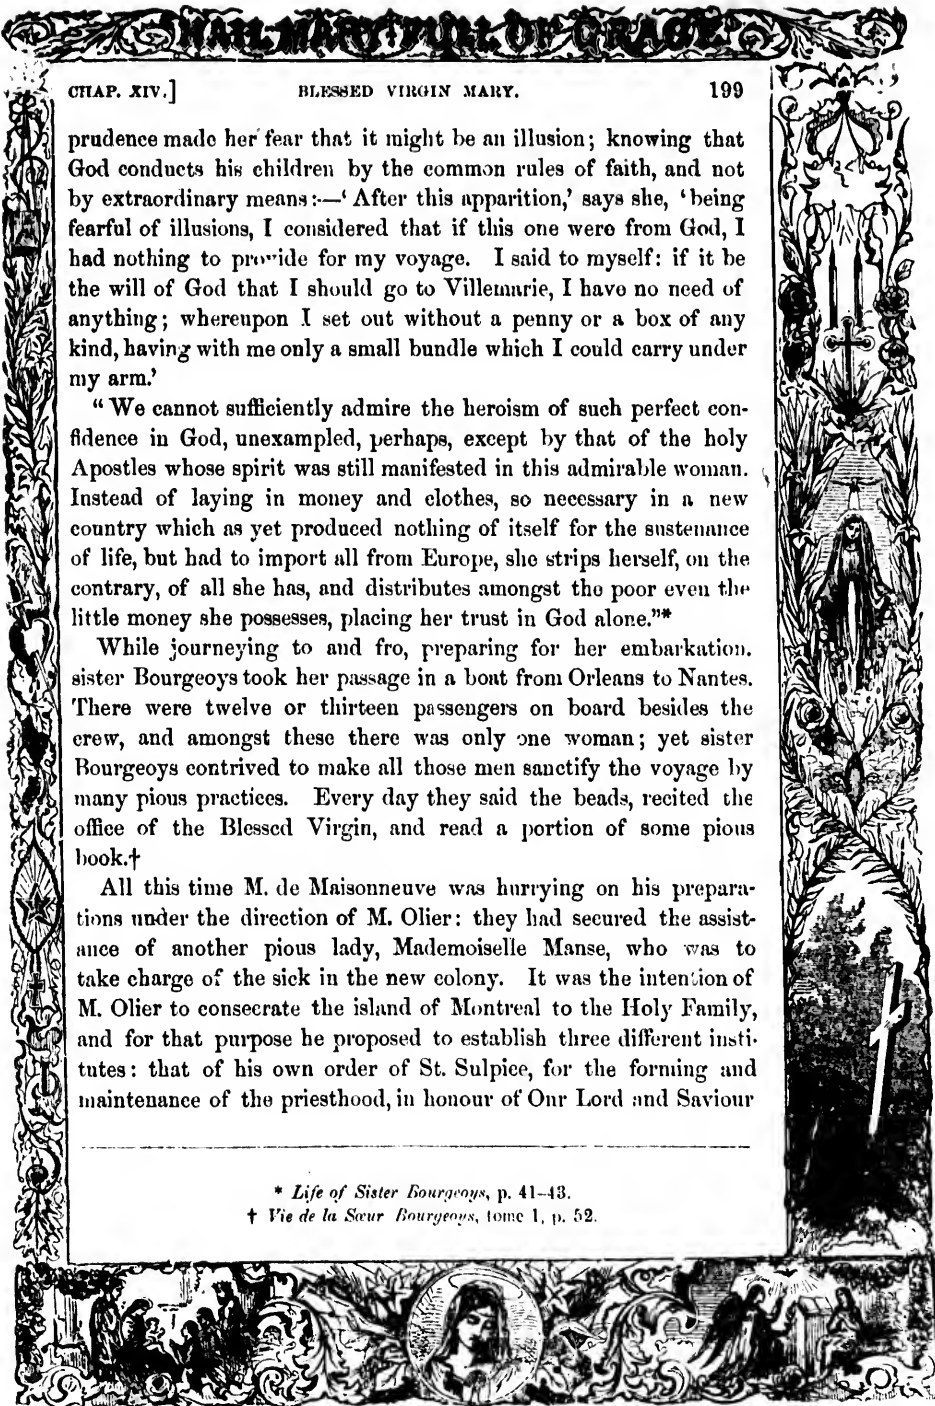 HAIL MARY FULL OF GRACE
CHAP. XIV.] BLESSED VIRGIN MARY. 199
prudence made her fear that it might be an illusion; knowing that
God conducts his children by the common rules of faith, and not
by extraordinary means:—‘After this apparition,’ says she, ‘being
fearful of illusions, I considered that if this one were from God, I
had nothing to provide for my voyage. I said to myself: if it be
the will of God that I should go to Villemarie, I have no need of
anything; whereupon I set out without a penny or a box of any
kind, having with me only a small bundle which I could carry under
my arm.’
“We cannot sufficiently admire the heroism of such perfect con-
fidence in God, unexampled, perhaps, except by that of the holy
Apostles whose spirit was still manifested in this admirable woman.
Instead of laying in money and clothes, so necessary in a new
country which as yet produced nothing of itself for the sustenance
of life, but had to import all from Europe, she strips herself, on the
contrary, of all she has, and distributes amongst the poor even the
little money she possesses, placing her trust in God alone.”*
While journeying to and fro, preparing for her embarkation,
sister Bourgeoys took her passage in a boat from Orleans to Nantes.
There were twelve or thirteen passengers on board besides the
crew, and amongst these there was only one woman; yet sister
Bourgeoys contrived to make all those men sanctify the voyage by
many pious practices. Every day they said the beads, recited the
office of the Blessed Virgin, and read a portion of some pious
book.†
All this time M. de Maisonneuve was hurrying on his prepara-
tions under the direction of M. Olier: they had secured the assist-
ance of another pious lady, Mademoiselle Manse, who was to
take charge of the sick in the new colony. It was the intention of
M. Olier to consecrate the island of Montreal to the Holy Family,
and for that purpose he proposed to establish three different insti-
tutes: that of his own order of St. Sulpice, for the forming and
maintenance of the priesthood, in honour of Our Lord and Saviour
* Life of Sister Bourgeoys, p. 41–43.
† Vie de la Sœur Bourgeoys, tome 1, p. 52.